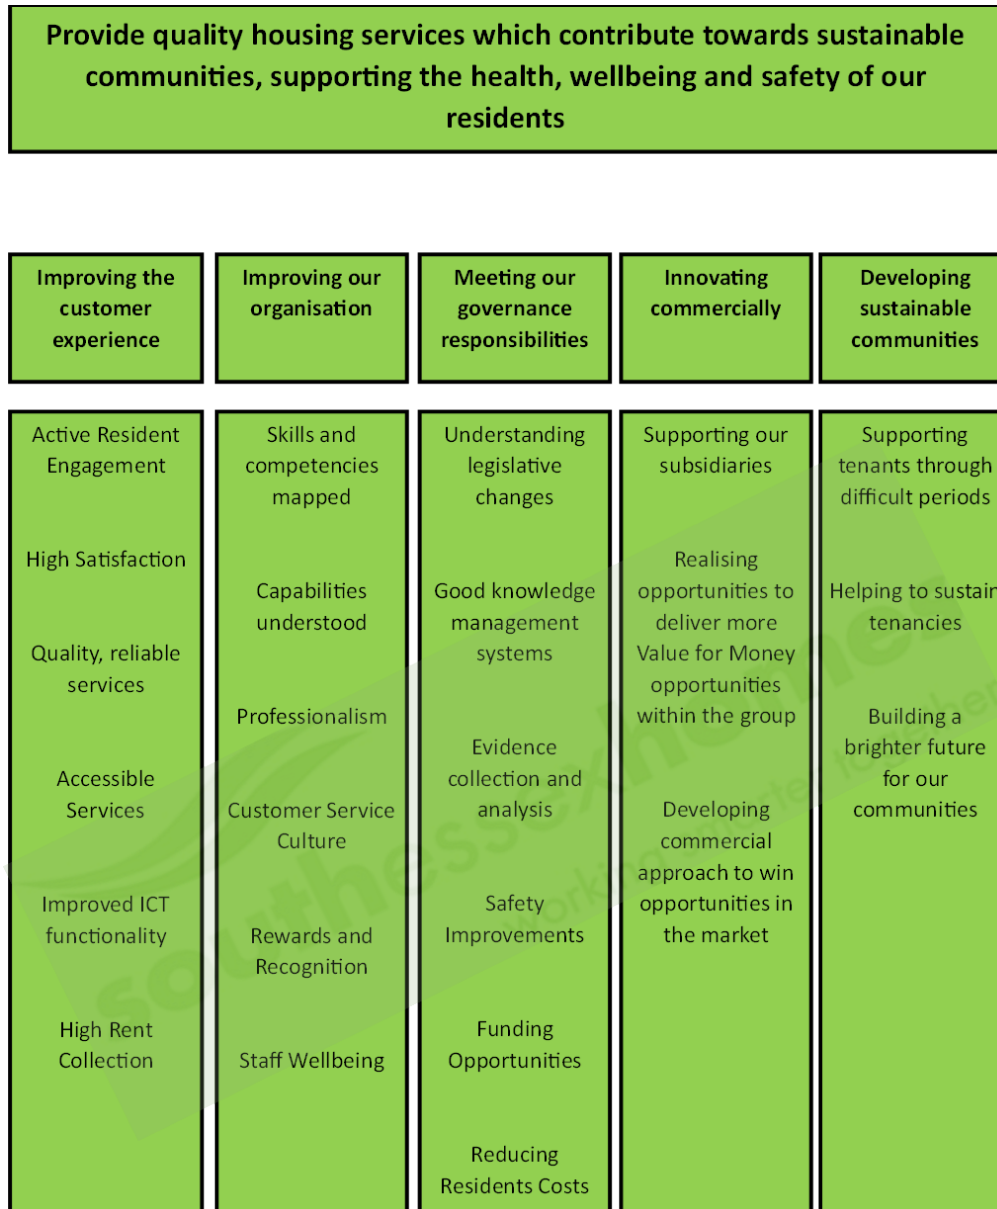 Provide quality housing services which contribute towards sustainable
communities, supporting the health, wellbeing and safety of our
residents
Improving the
customer
experience
Improving our
organisation
Meeting our
governance
responsibilities
Innovating
commercially
Developing
sustainable
communities
Active Resident
Engagement
High Satisfaction
Quality, reliable
services
Accessible
Services
Improved ICT
functionality
High Rent
Collection
Skills and
competencies
mapped
Capabilities
understood
Professionalism
Customer Service
Culture
Rewards and
Recognition
Staff Wellbeing
Understanding
legislative
changes
Good knowledge
management
systems
Evidence
collection and
analysis
Safety
Improvements
Funding
Opportunities
Reducing
Residents Costs
Supporting our
subsidiaries
Realising
opportunities to
deliver more
Value for Money
opportunities
within the group
Developing
commercial
approach to win
opportunities in
the market
Supporting
tenants through
difficult periods
Helping to sustain
tenancies
Building a
brighter future
for our
communities
southessexhomes
working smarter together